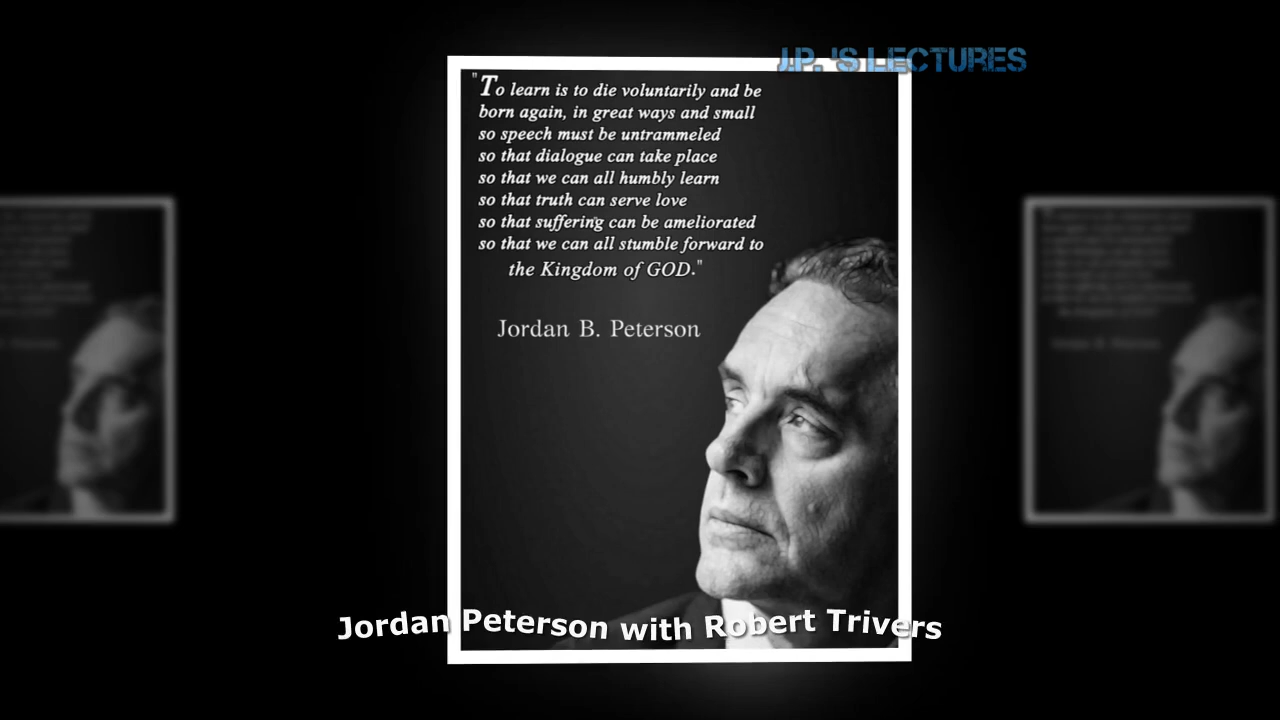 J.P. 'S LECTURES
"To learn is to die voluntarily and be
born again, in great ways and small
so speech must be untrammeled
so that dialogue can take place
so that we can all humbly learn
so that truth can serve love
so that suffering can be ameliorated
so that we can all stumble forward to
the Kingdom of GOD."
Jordan B. Peterson
Jordan Peterson with Robert Trivers